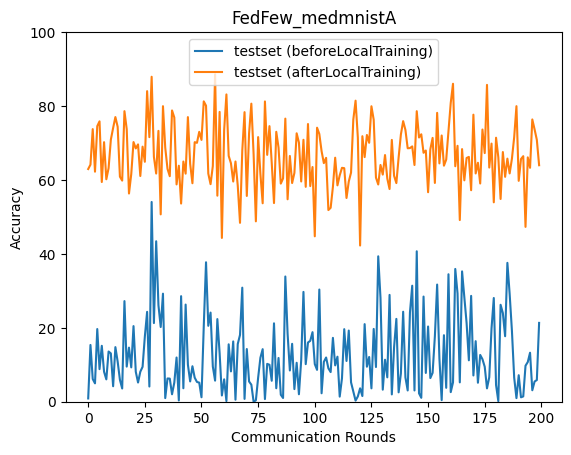 FedFew_medmnistA
testset (beforeLocalTraining)
testset (afterLocalTraining)
Accuracy
100
80
60
40
20
0
0 25 50 75 100 125 150 175 200
Communication Rounds